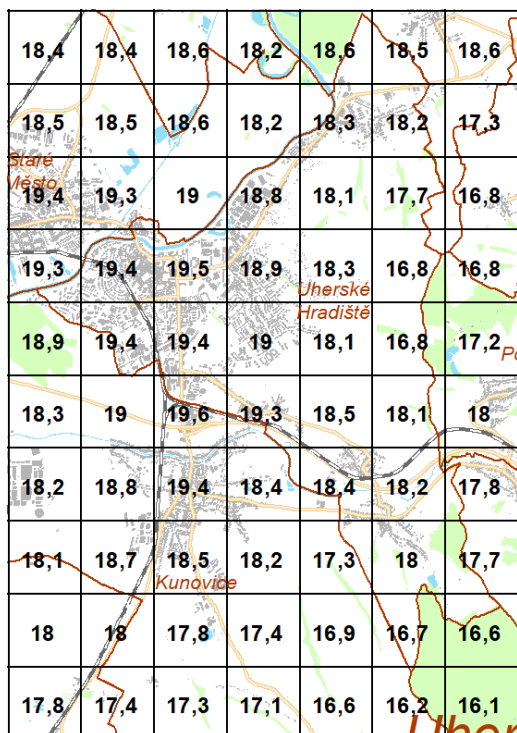 18,4 18,4 18,6 18,2 18,6 18,5 18,6
18,5 18,5 18,6 18,2 18,3 18,2 17,3
Staré
Město
19,4 19,3 19 18,8 18,1 17,7 16,8
19,3 19,4 19,5 18,9 18,3 16,8 16,8
Uherské
Hradiště
18,9 19,4 19,4 19 18,1 16,8 17,2
Po
18,3 19 19,6 19,3 18,5 18,1 18
18,2 18,8 19,4 18,4 18,4 18,2 17,8
18,1 18,7 18,5 18,2 17,3 18 17,7
Kunovice
18 18 17,8 17,4 16,9 16,7 16,6
17,8 17,4 17,3 17,1 16,6 16,2 16,1
Uher